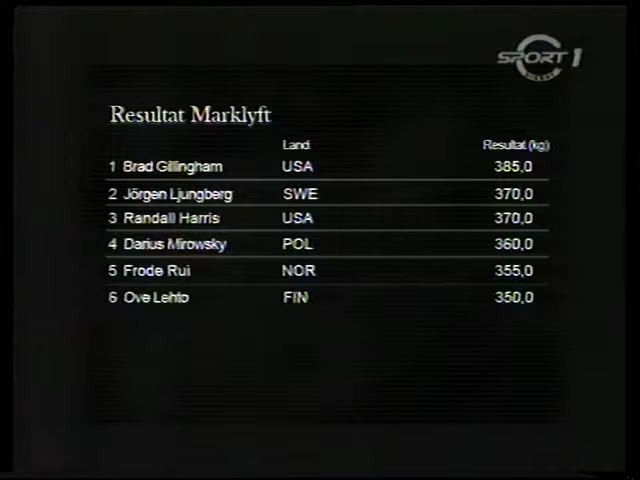 SPORT 1
Resultat Marklyft
Land Resultat (kg)
1 Brad Gillingham USA 385,0
2 Jörgen Ljungberg SWE 370,0
3 Randall Harris USA 370,0
4 Darius Mirowsky POL 360,0
5 Frode Rui NOR 355,0
6 Ove Lehto FIN 350,0